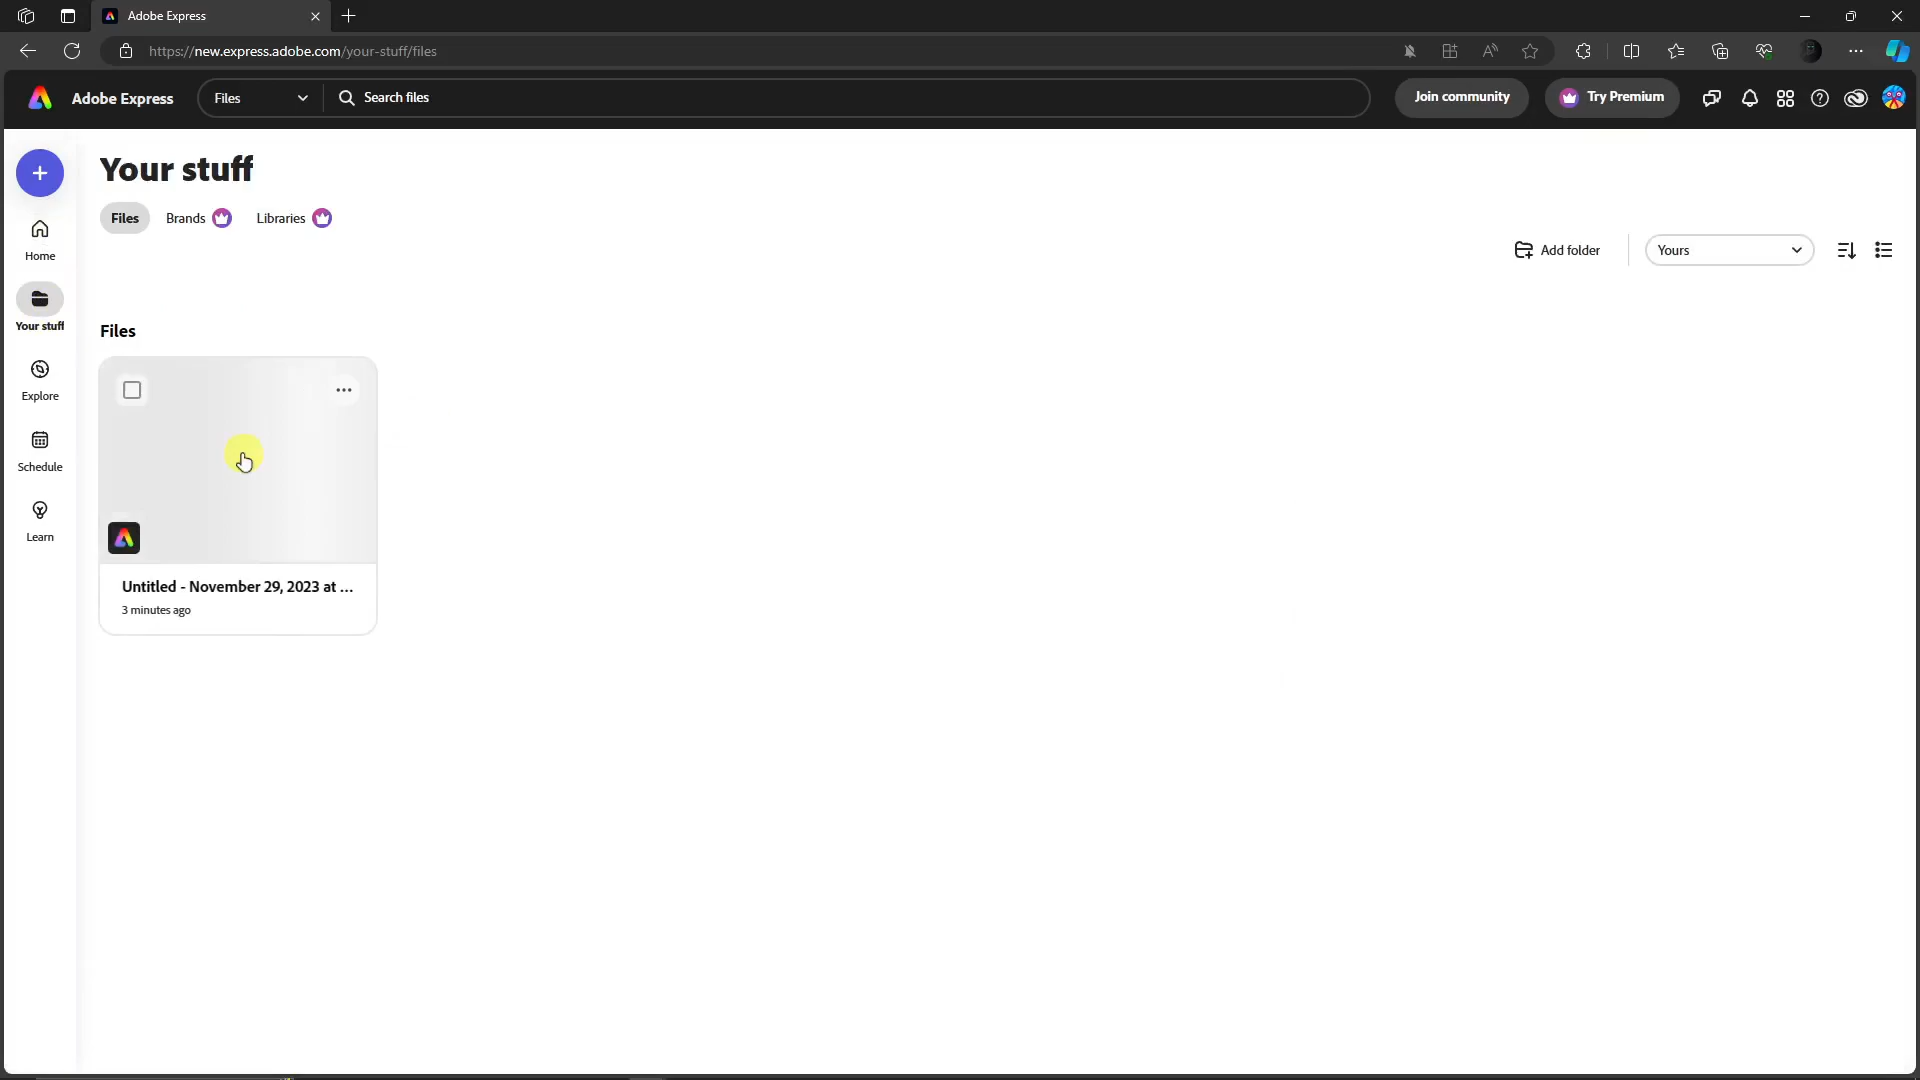 Adobe Express
https://new.express.adobe.com/your-stuff/files
Adobe Express
Files
Search files
Join community
Try Premium
Your stuff
Files
Brands
Libraries
Home
Add folder
Yours
Your stuff
Files
Explore
Schedule
Learn
Untitled - November 29, 2023 at ...
3 minutes ago